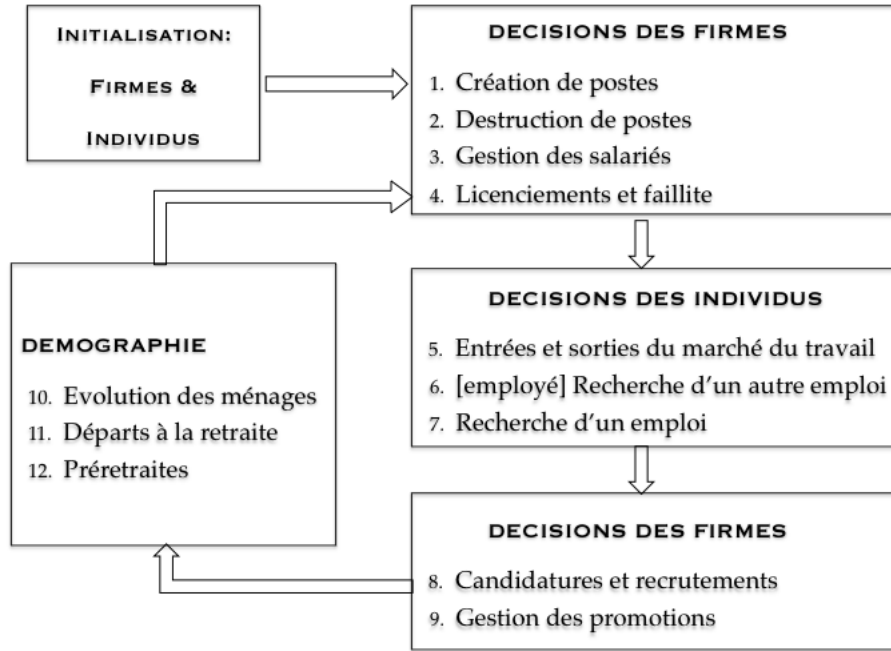 INITIALISATION:
FIRMES &
INDIVIDUS
DECISIONS DES FIRMES
1. Création de postes
2. Destruction de postes
3. Gestion des salariés
4. Licenciements et faillite
DECISIONS DES INDIVIDUS
5. Entrées et sorties du marché du travail
6. [employé] Recherche d'un autre emploi
7. Recherche d'un emploi
DECISIONS DES FIRMES
8. Candidatures et recrutements
9. Gestion des promotions
DEMOGRAPHIE
10. Evolution des ménages
11. Départs à la retraite
12. Préretraites